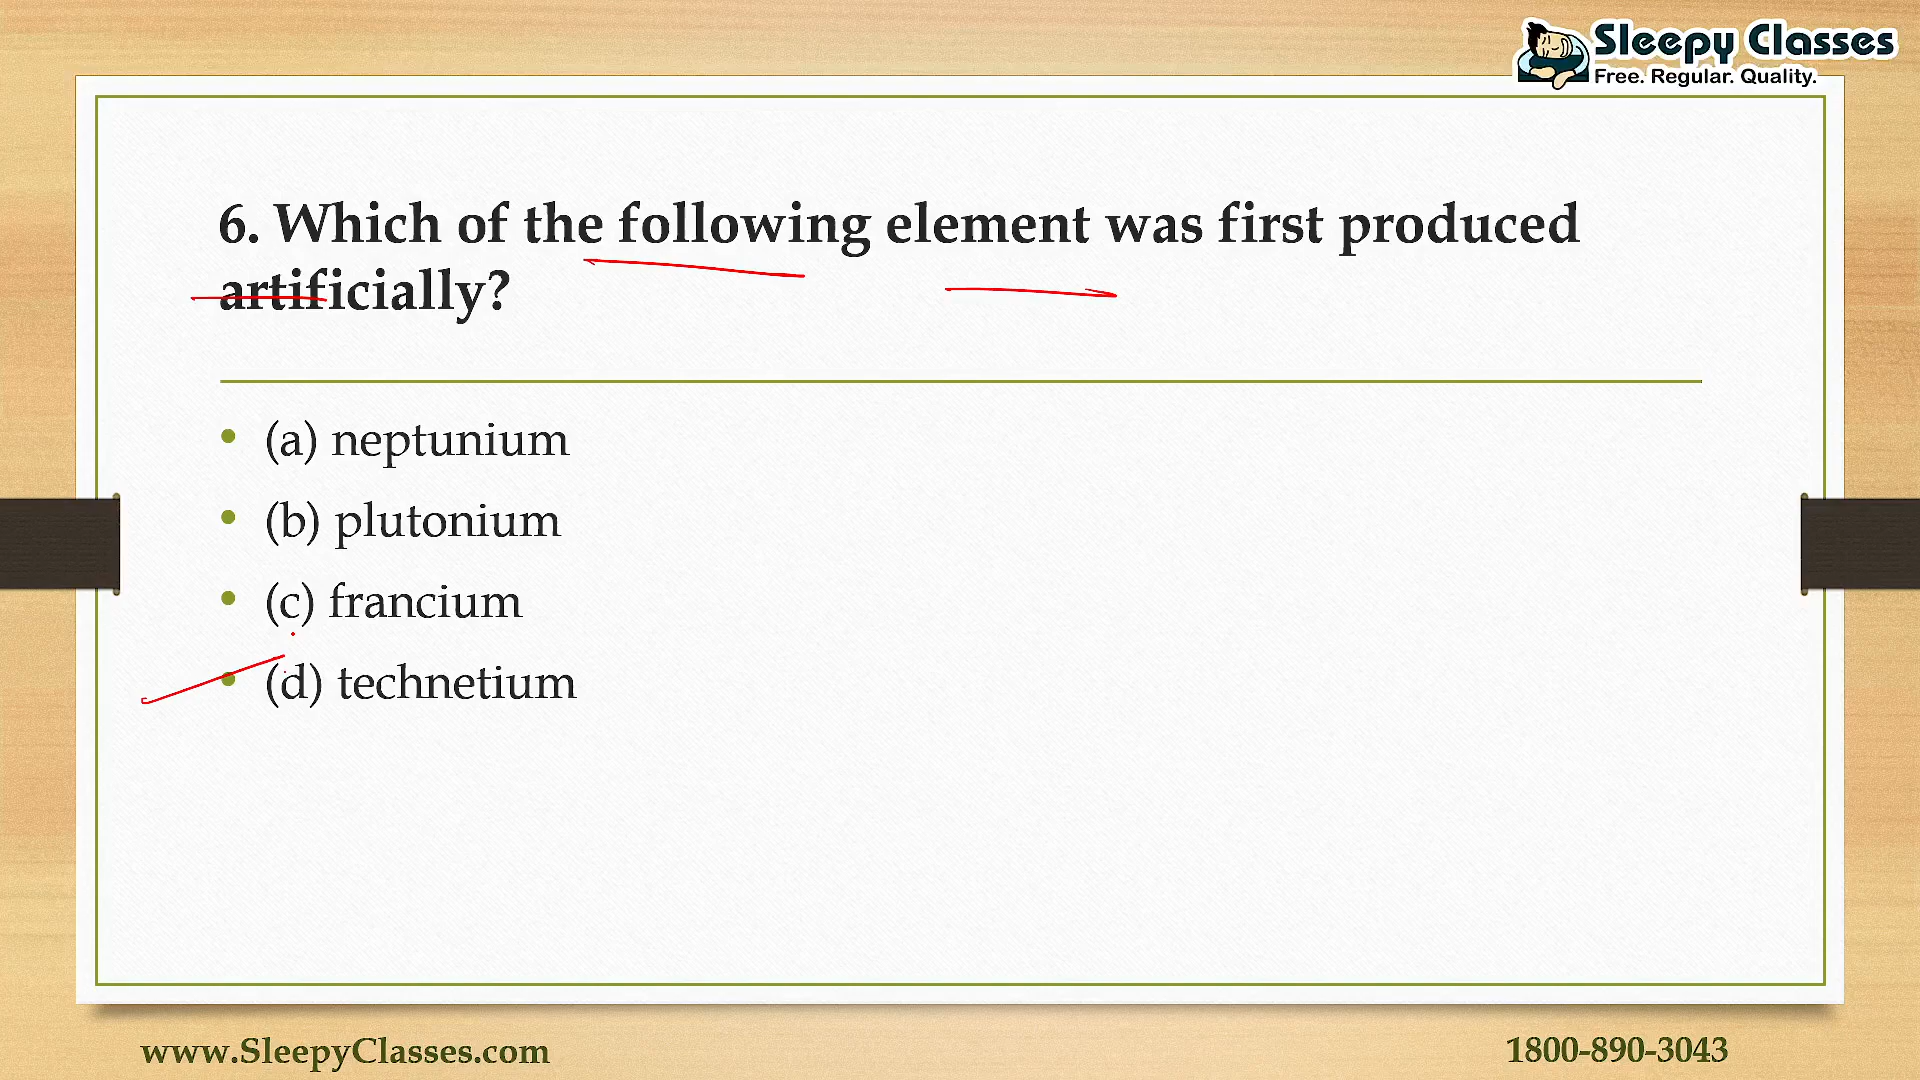 Sleepy Classes
Free. Regular. Quality.
6. Which of the following element was first produced
artificially?
• (a) neptunium
• (b) plutonium
• (c) francium
• (d) technetium
www.SleepyClasses.com
1800-890-3043